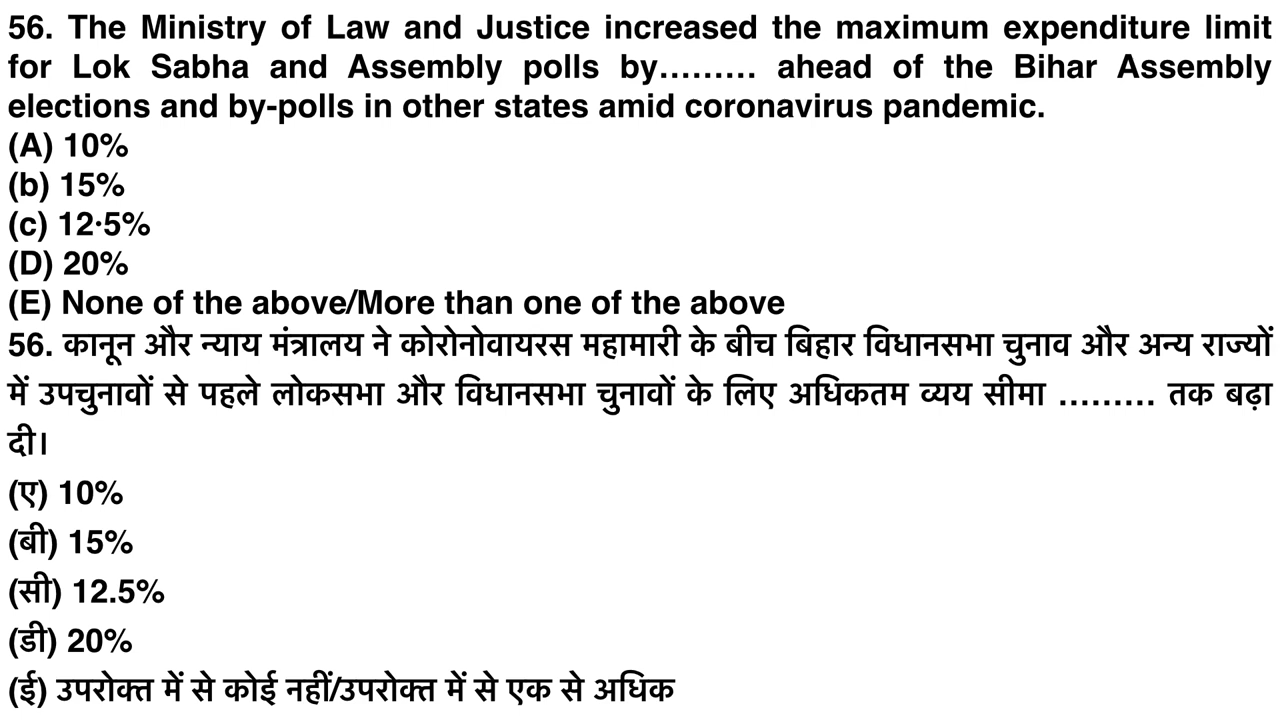 56. The Ministry of Law and Justice increased the maximum expenditure limit
for Lok Sabha and Assembly polls by……… ahead of the Bihar Assembly
elections and by-polls in other states amid coronavirus pandemic.
(A) 10%
(b) 15%
(c) 12·5%
(D) 20%
(E) None of the above/More than one of the above
56. कानून और न्याय मंत्रालय ने कोरोनोवायरस महामारी के बीच बिहार विधानसभा चुनाव और अन्य राज्यों
में उपचुनावों से पहले लोकसभा और विधानसभा चुनावों के लिए अधिकतम व्यय सीमा ……… तक बढ़ा
दी।
(ए) 10%
(बी) 15%
(सी) 12.5%
(डी) 20%
(ई) उपरोक्त में से कोई नहीं/उपरोक्त में से एक से अधिक